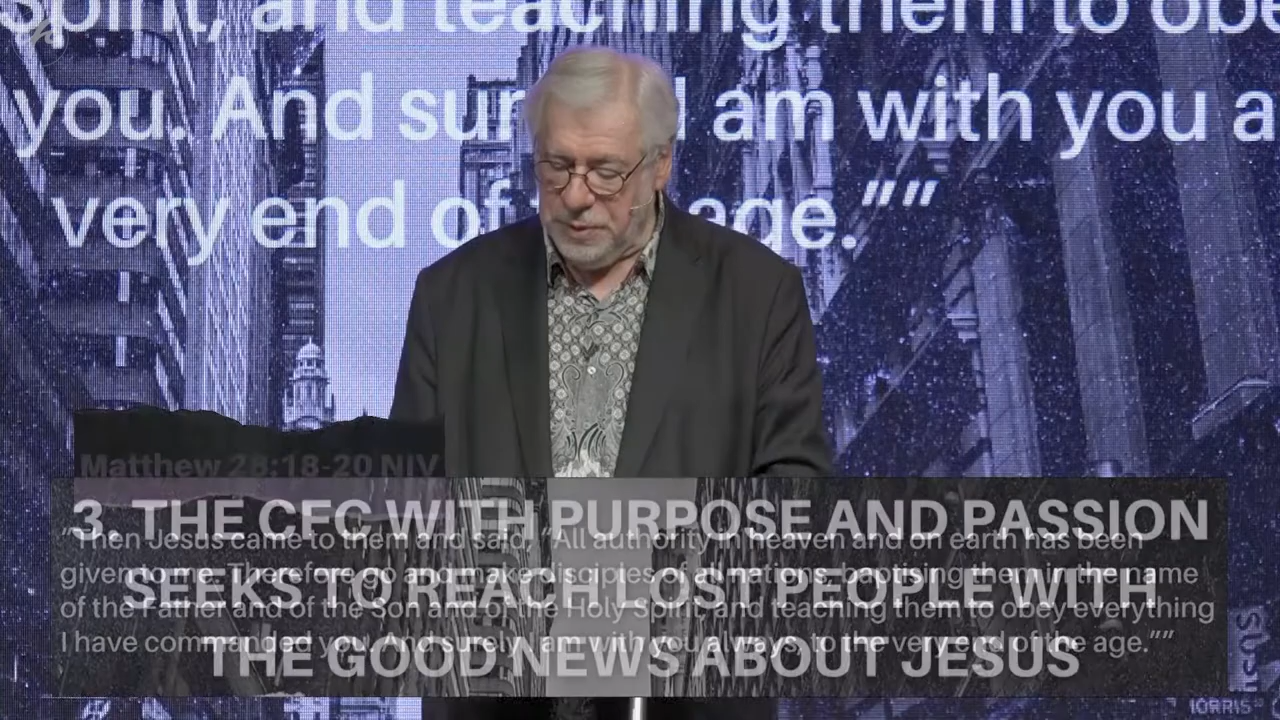 Spirit, and teaching them to obe
you. And sur I am with you a
very end of age.""
Matthew 28:18-20 NIV
3. THE CFC WITH PURPOSE AND PASSION
SEEKS TO REACH LOST PEOPLE WITH
THE GOOD NEWS ABOUT JESUS
"Then Jesus came to them and said, "All authority in heaven and on earth has been
given to me. Therefore go and make disciples of all nations, baptising them in the name
of the Father and of the Son and of the Holy Spirit, and teaching them to obey everything
I have commanded you. And surely I am with you always, to the very end of the age.""